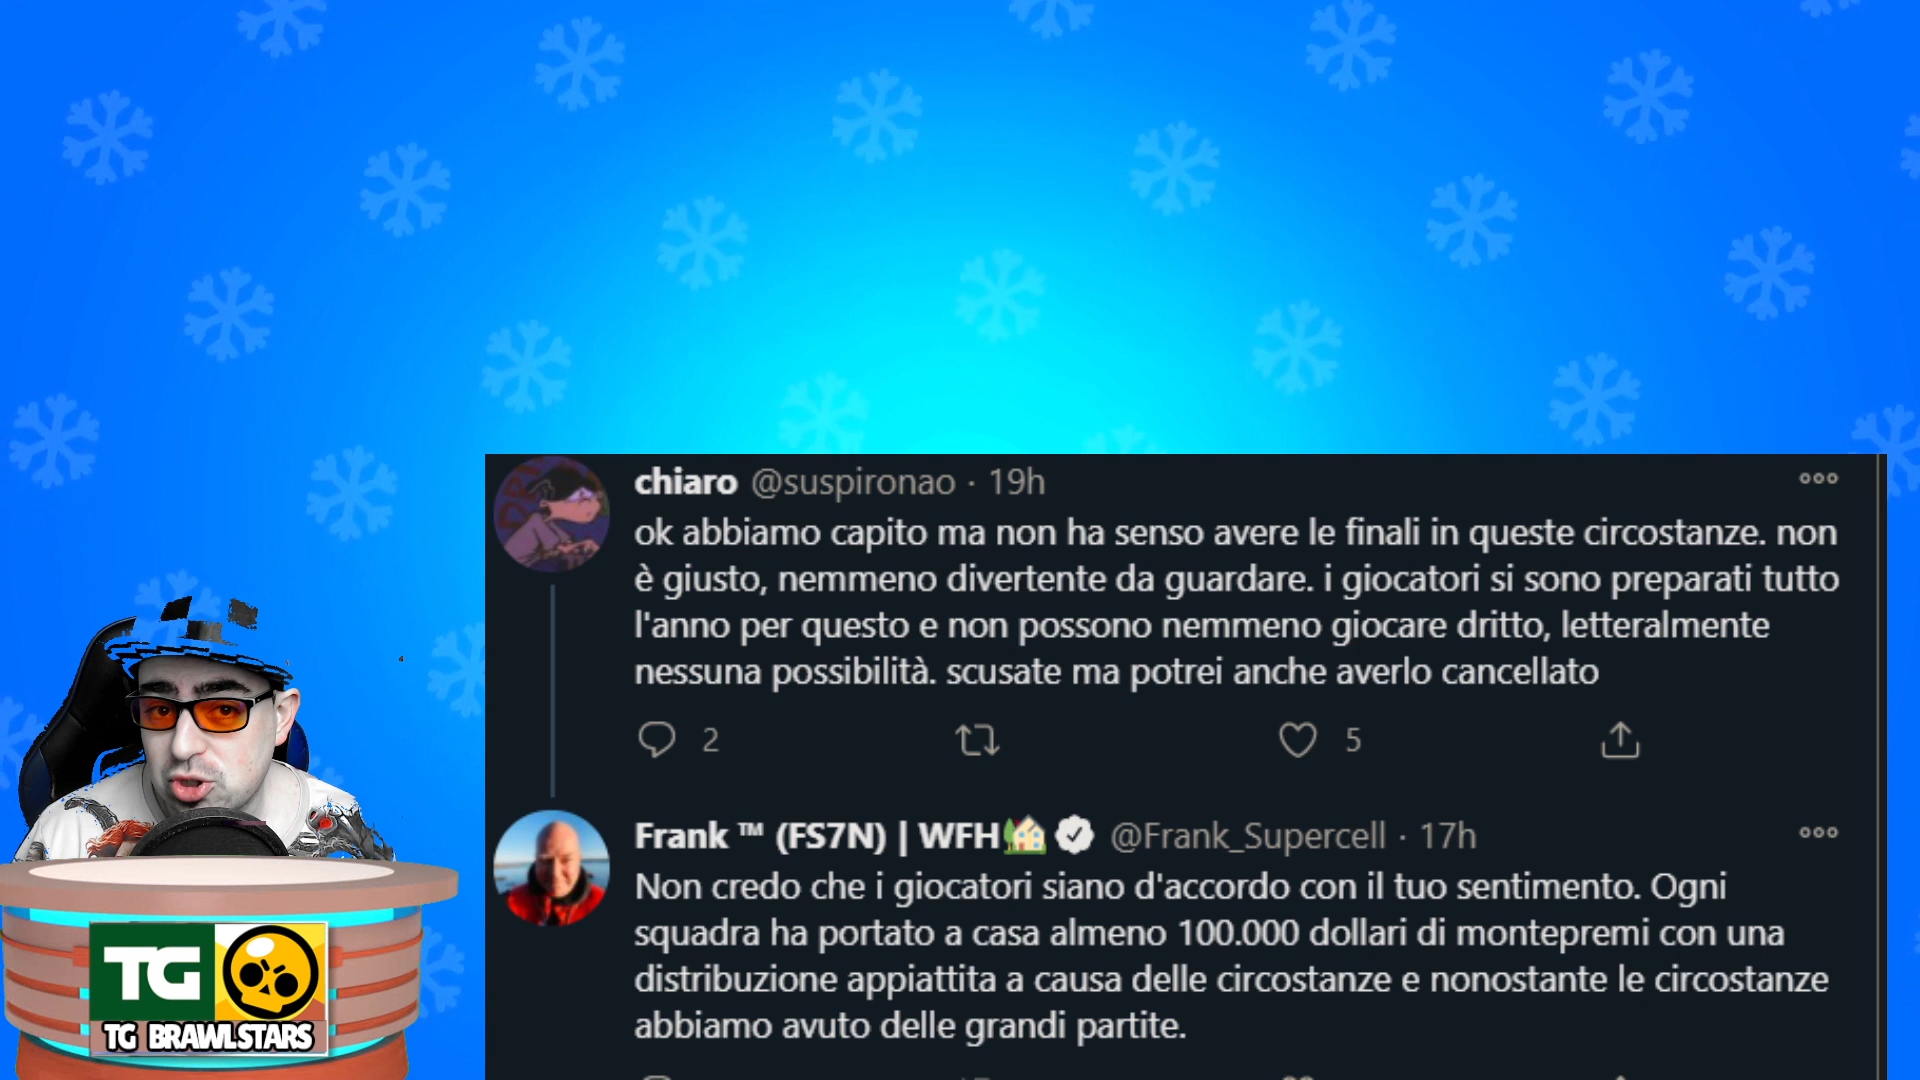 chiaro @suspironao · 19h
ok abbiamo capito ma non ha senso avere le finali in queste circostanze. non
è giusto, nemmeno divertente da guardare. i giocatori si sono preparati tutto
l'anno per questo e non possono nemmeno giocare dritto, letteralmente
nessuna possibilità. scusate ma potrei anche averlo cancellato
2 5
Frank ™ (FS7N) | WFH @Frank_Supercell · 17h
Non credo che i giocatori siano d'accordo con il tuo sentimento. Ogni
squadra ha portato a casa almeno 100.000 dollari di montepremi con una
distribuzione appiattita a causa delle circostanze e nonostante le circostanze
abbiamo avuto delle grandi partite.
TG
TG BRAWLSTARS